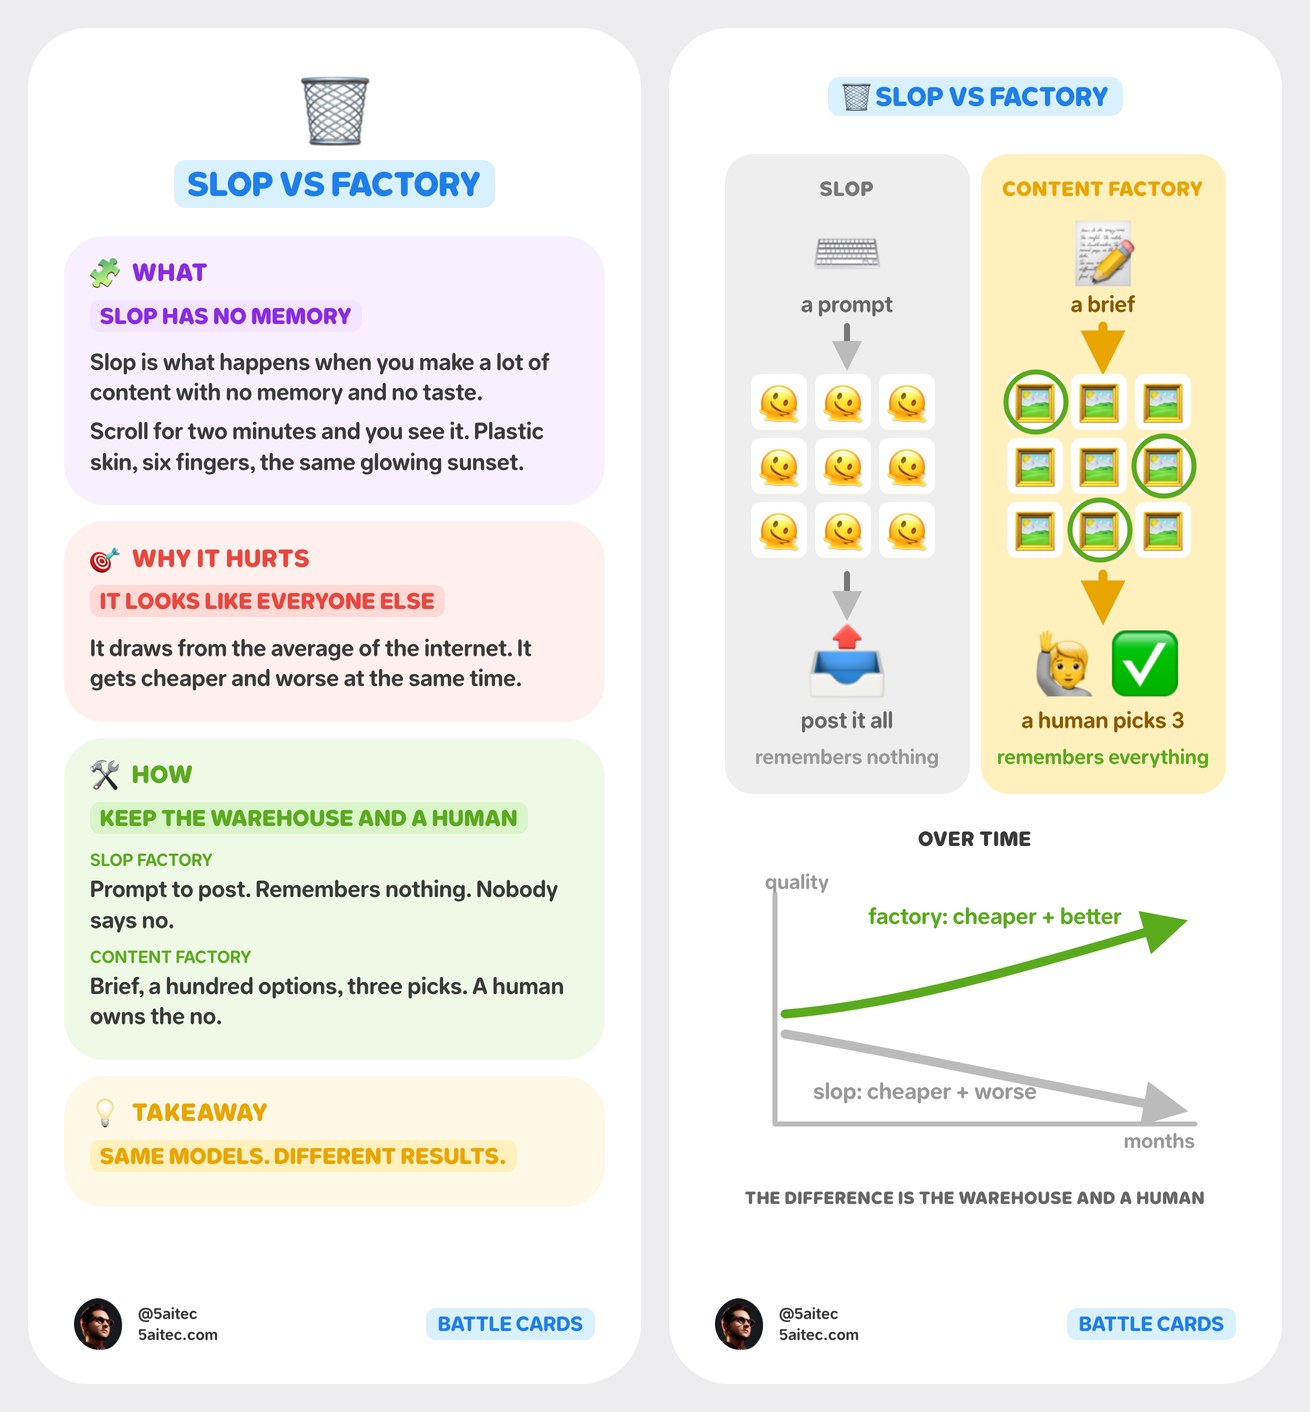 SLOP VS FACTORY
WHAT
SLOP HAS NO MEMORY
Slop is what happens when you make a lot of
content with no memory and no taste.
Scroll for two minutes and you see it. Plastic
skin, six fingers, the same glowing sunset.
WHY IT HURTS
IT LOOKS LIKE EVERYONE ELSE
It draws from the average of the internet. It
gets cheaper and worse at the same time.
HOW
KEEP THE WAREHOUSE AND A HUMAN
SLOP FACTORY
Prompt to post. Remembers nothing. Nobody
says no.
CONTENT FACTORY
Brief, a hundred options, three picks. A human
owns the no.
TAKEAWAY
SAME MODELS. DIFFERENT RESULTS.
@5aitec
5aitec.com
BATTLE CARDS
SLOP VS FACTORY
SLOP
a prompt
post it all
remembers nothing
CONTENT FACTORY
a brief
a human picks 3
remembers everything
OVER TIME
quality
factory: cheaper + better
slop: cheaper + worse
months
THE DIFFERENCE IS THE WAREHOUSE AND A HUMAN
@5aitec
5aitec.com
BATTLE CARDS